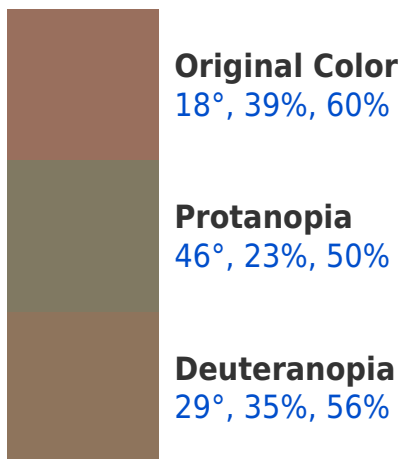 Original Color
18°, 39%, 60%
Protanopia
46°, 23%, 50%
Deuteranopia
29°, 35%, 56%